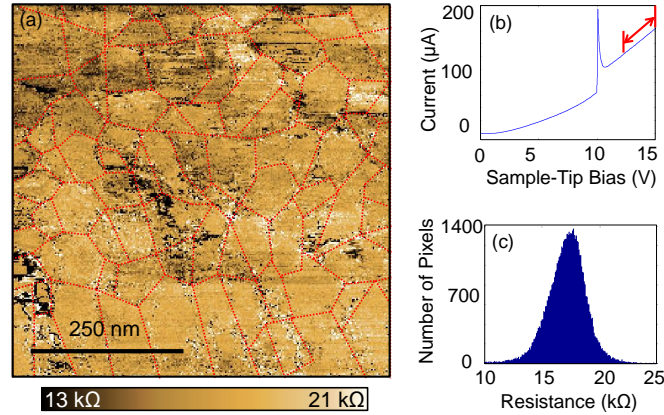 (a)
250 nm
13 kΩ
21 kΩ
(b)
Current (µA)
200
100
0
0
5
10
15
Sample-Tip Bias (V)
(c)
Number of Pixels
1400
700
0
10
15
20
25
Resistance (kΩ)